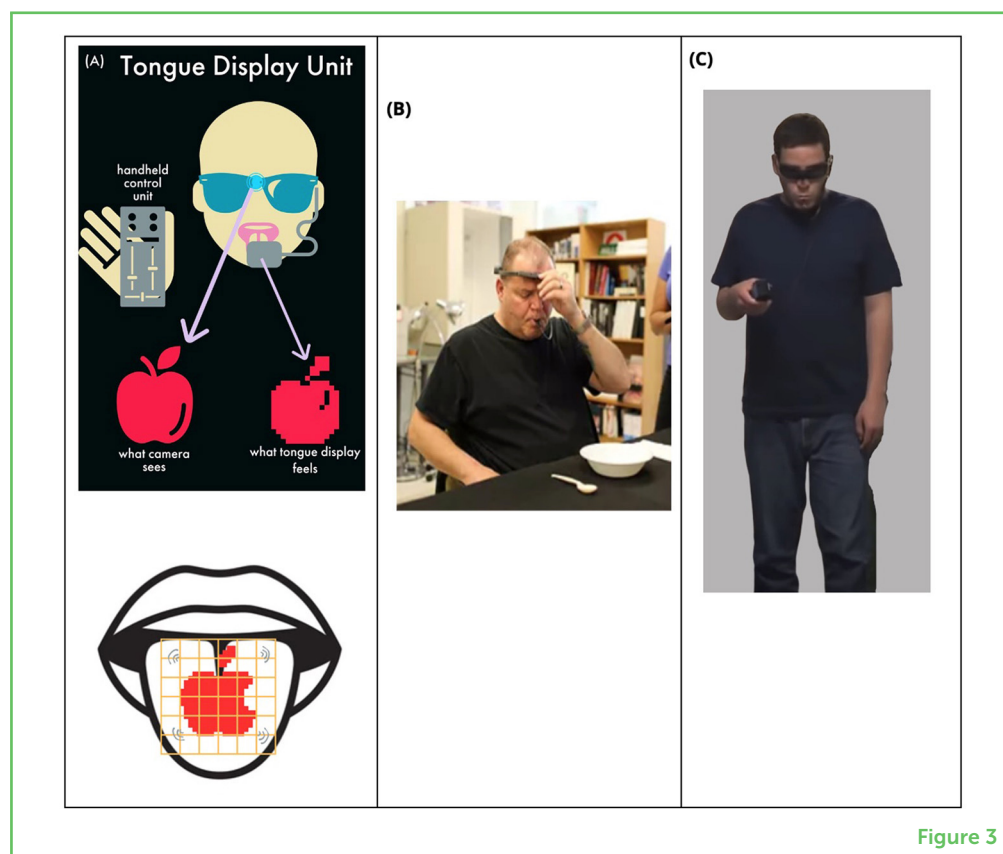 (A) Tongue Display Unit
handheld
control
unit
what camera
sees
what tongue display
feels
(B)
(C)
Figure 3